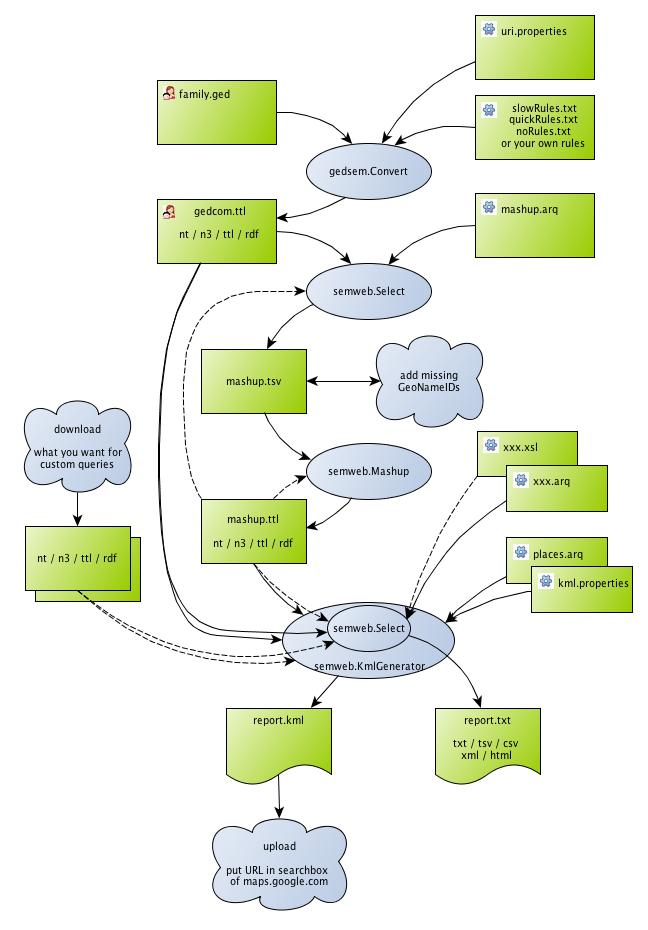 uri.properties
family.ged
slowRules.txt
quickRules.txt
noRules.txt
or your own rules
gedsem.Convert
gedcom.ttl
nt / n3 / ttl / rdf
mashup.arq
semweb.Select
mashup.tsv
add missing
GeoNameIDs
download
what you want for
custom queries
semweb.Mashup
xxx.xsl
xxx.arq
mashup.ttl
nt / n3 / ttl / rdf
nt / n3 / ttl / rdf
places.arq
kml.properties
semweb.Select
semweb.KmlGenerator
report.kml
report.txt
txt / tsv / csv
xml / html
upload
put URL in searchbox
of maps.google.com